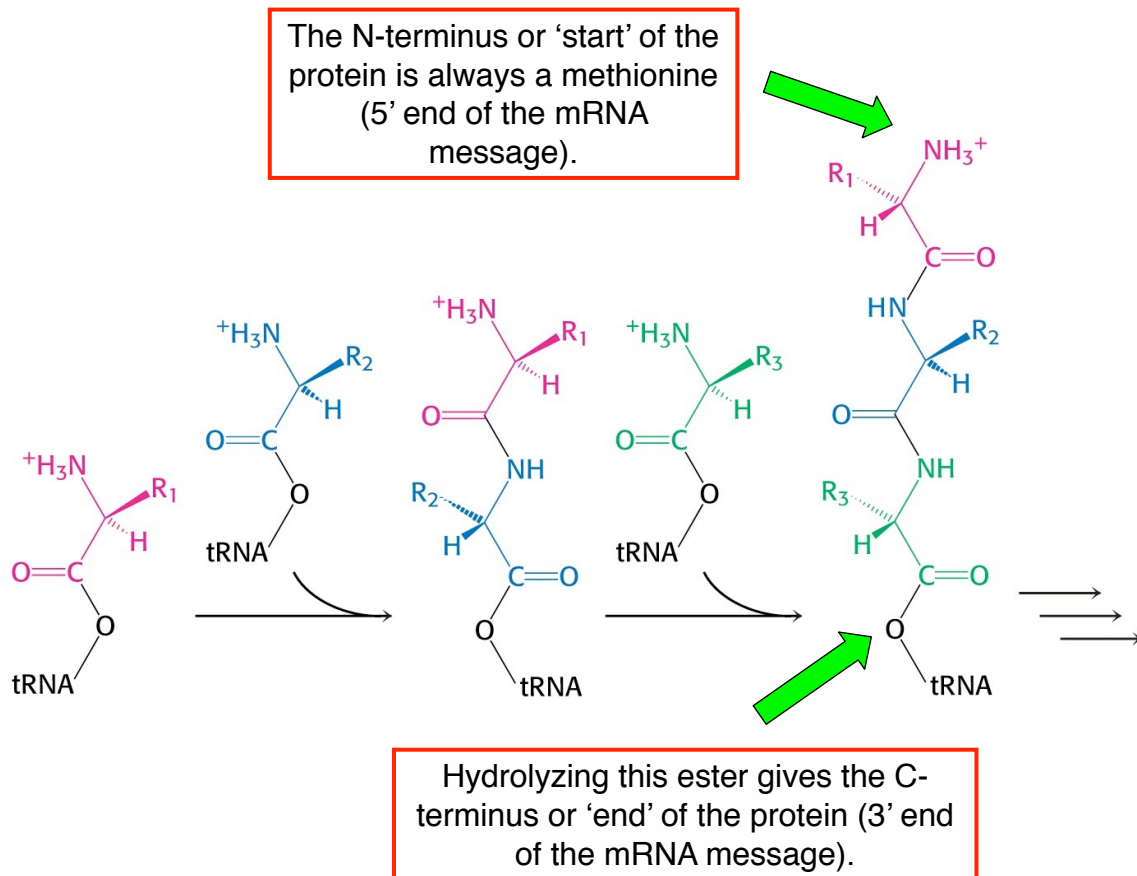 The N-terminus or ‘start’ of the
protein is always a methionine
(5’ end of the mRNA
message).
NH₃⁺
R₁
H
C=O
HN
R₂
H
O=
NH
R₃
H
C=O
O
tRNA
⁺H₃N
R₁
H
O=C
O
tRNA
⁺H₃N
R₂
H
O=C
O
tRNA
⁺H₃N
R₁
H
O=
NH
R₂
H
C=O
O
tRNA
⁺H₃N
R₃
H
O=C
O
tRNA
Hydrolyzing this ester gives the C-
terminus or ‘end’ of the protein (3’ end
of the mRNA message).